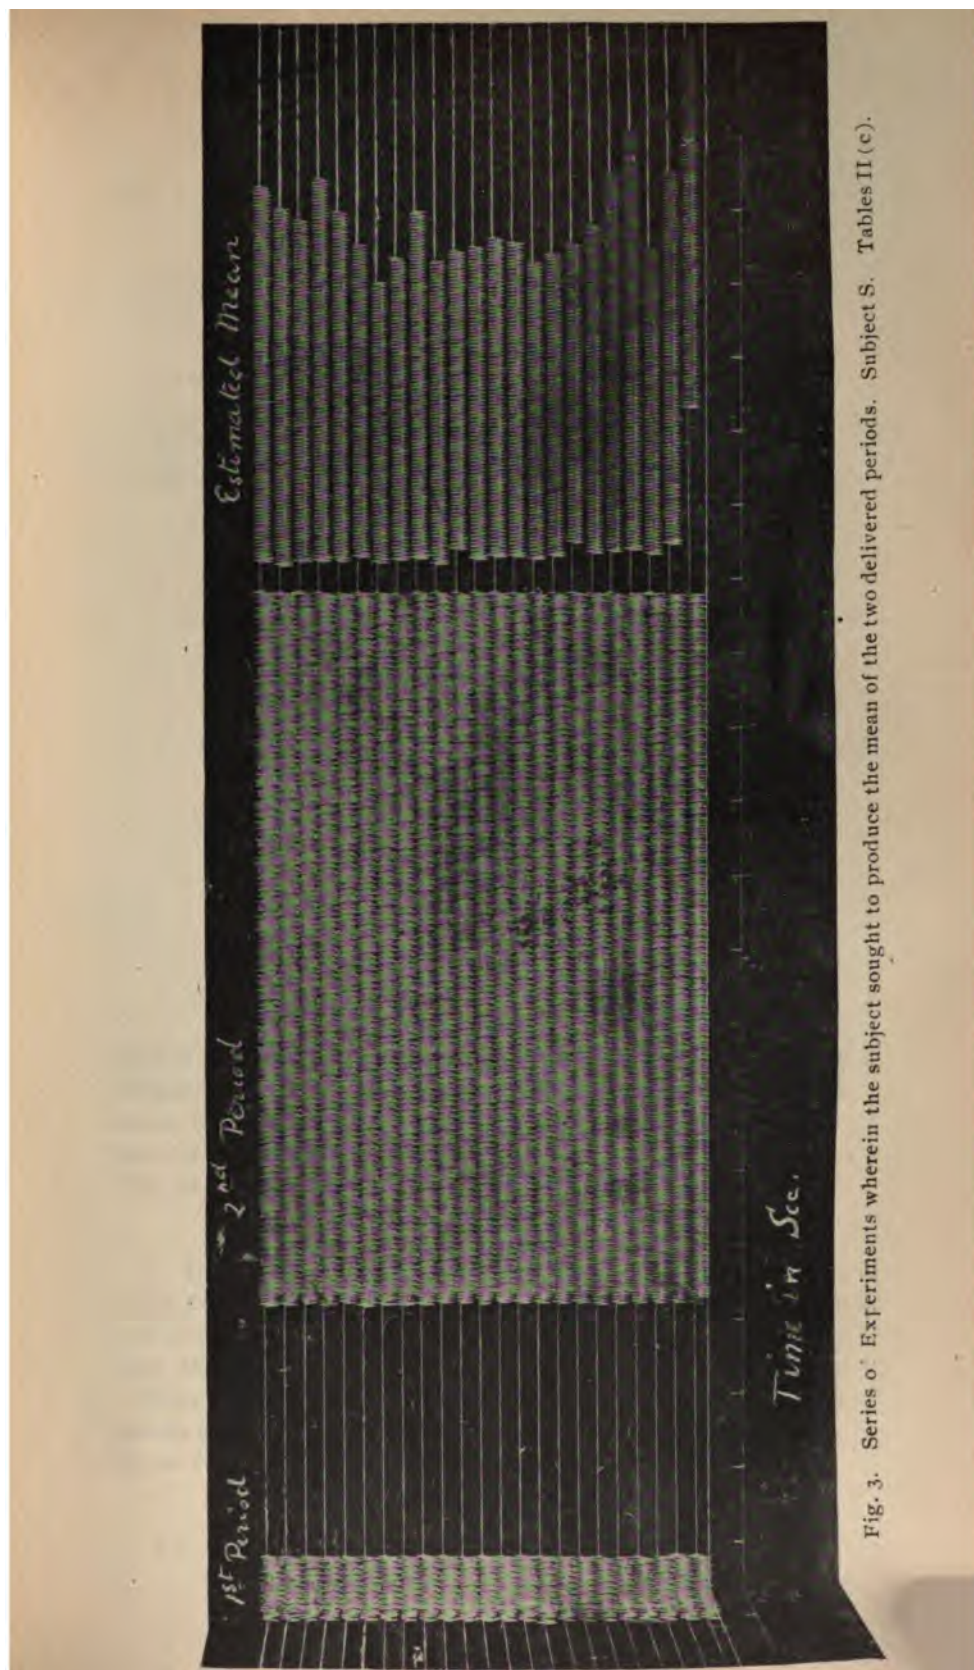 1st Period
2nd Period
Estimated Mean
Time in Sec.
Fig. 3. Series o' Experiments wherein the subject sought to produce the mean of the two delivered periods. Subject S. Tables II (c).